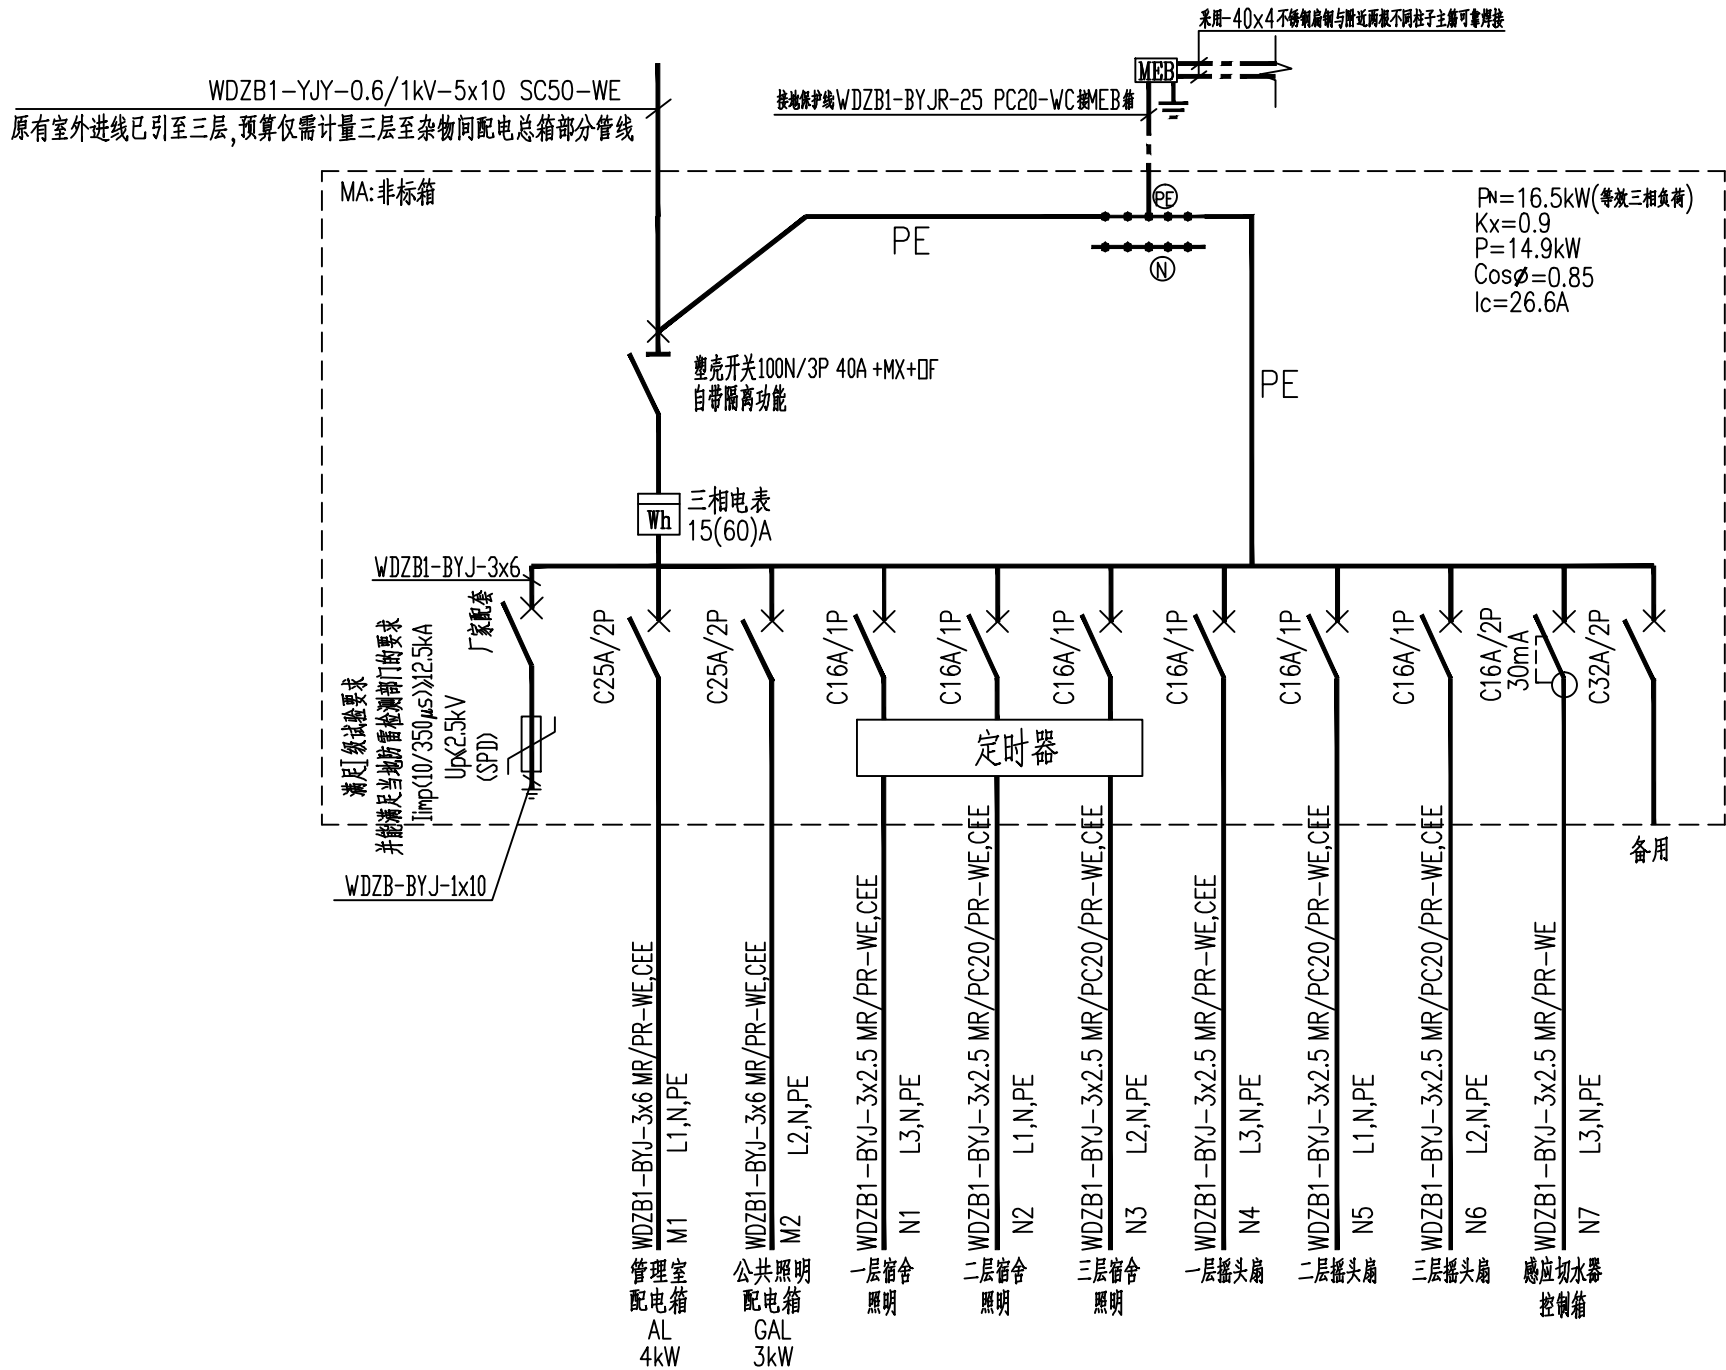 采用-40x4不锈钢扁钢与附近两根不同柱子主筋可靠焊接
MEB
WDZB1-YJY-0.6/1kV-5x10 SC50-WE
原有室外进线已引至三层,预算仅需计量三层至杂物间配电总箱部分管线
接地保护线WDZB1-BYJR-25 PC20-WC接MEB箱
MA:非标箱
PE
N
PE
PN=16.5kW(等效三相负荷)
Kx=0.9
P=14.9kW
Cosø=0.85
Ic=26.6A
塑壳开关100N/3P 40A +MX+OF
自带隔离功能
PE
三相电表
15(60)A
Wh
WDZB1-BYJ-3x6
厂家配套
满足I级试验要求
并能满足当地防雷检测部门的要求
Iimp(10/350μs)≥12.5kA
Up≤2.5kV
(SPD)
WDZB-BYJ-1x10
C25A/2P
C25A/2P
C16A/1P
C16A/1P
C16A/1P
C16A/1P
C16A/1P
C16A/1P
C16A/2P
30mA
C32A/2P
定时器
备用
WDZB1-BYJ-3x6 MR/PR-WE,CEE
M1
L1,N,PE
WDZB1-BYJ-3x6 MR/PR-WE,CEE
M2
L2,N,PE
WDZB1-BYJ-3x2.5 MR/PR-WE,CEE
N1
L3,N,PE
WDZB1-BYJ-3x2.5 MR/PC20/PR-WE,CEE
N2
L1,N,PE
WDZB1-BYJ-3x2.5 MR/PC20/PR-WE,CEE
N3
L2,N,PE
WDZB1-BYJ-3x2.5 MR/PR-WE,CEE
N4
L3,N,PE
WDZB1-BYJ-3x2.5 MR/PC20/PR-WE,CEE
N5
L1,N,PE
WDZB1-BYJ-3x2.5 MR/PC20/PR-WE,CEE
N6
L2,N,PE
WDZB1-BYJ-3x2.5 MR/PR-WE
N7
L3,N,PE
管理室
配电箱
AL
4kW
公共照明
配电箱
GAL
3kW
一层宿舍
照明
二层宿舍
照明
三层宿舍
照明
一层摇头扇
二层摇头扇
三层摇头扇
感应切水器
控制箱